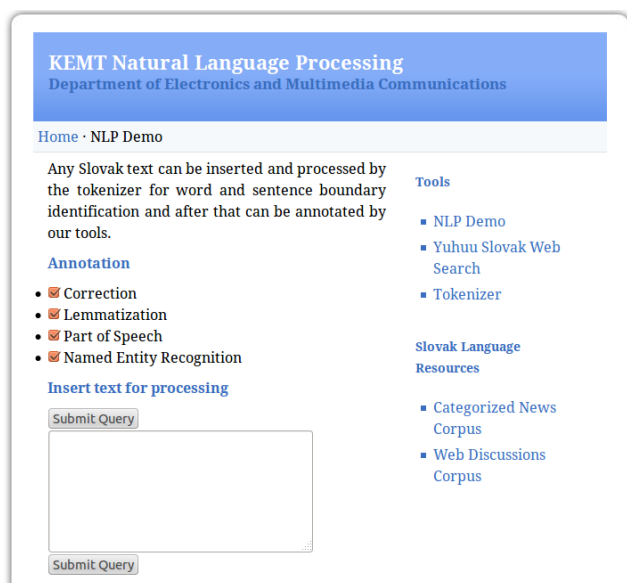 KEMT Natural Language Processing
Department of Electronics and Multimedia Communications
Home · NLP Demo
Any Slovak text can be inserted and processed by
the tokenizer for word and sentence boundary
identification and after that can be annotated by
our tools.
Annotation
Correction
Lemmatization
Part of Speech
Named Entity Recognition
Insert text for processing
Submit Query
Submit Query
Tools
NLP Demo
Yuhuu Slovak Web
Search
Tokenizer
Slovak Language
Resources
Categorized News
Corpus
Web Discussions
Corpus